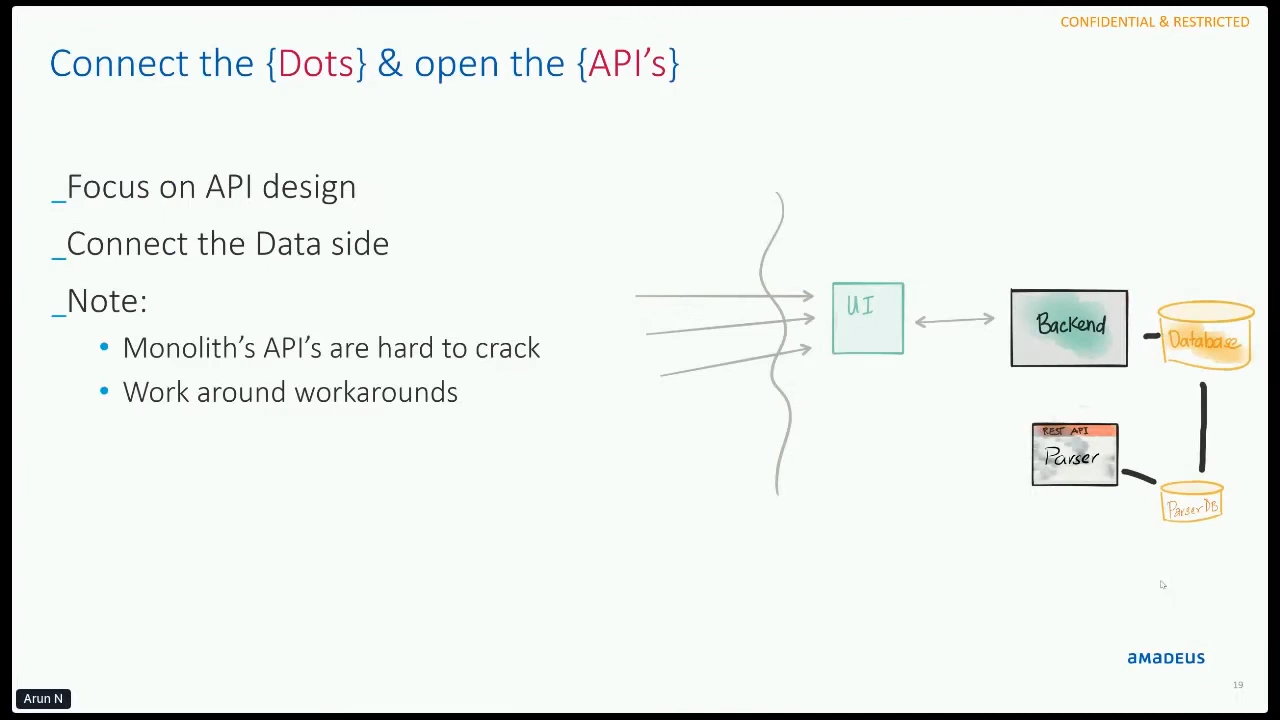 CONFIDENTIAL & RESTRICTED
Connect the {Dots} & open the {API's}
_Focus on API design
_Connect the Data side
_Note:
• Monolith's API's are hard to crack
• Work around workarounds
UI
Backend
Database
REST API
Parser
ParserDB
amadeus
19
Arun N